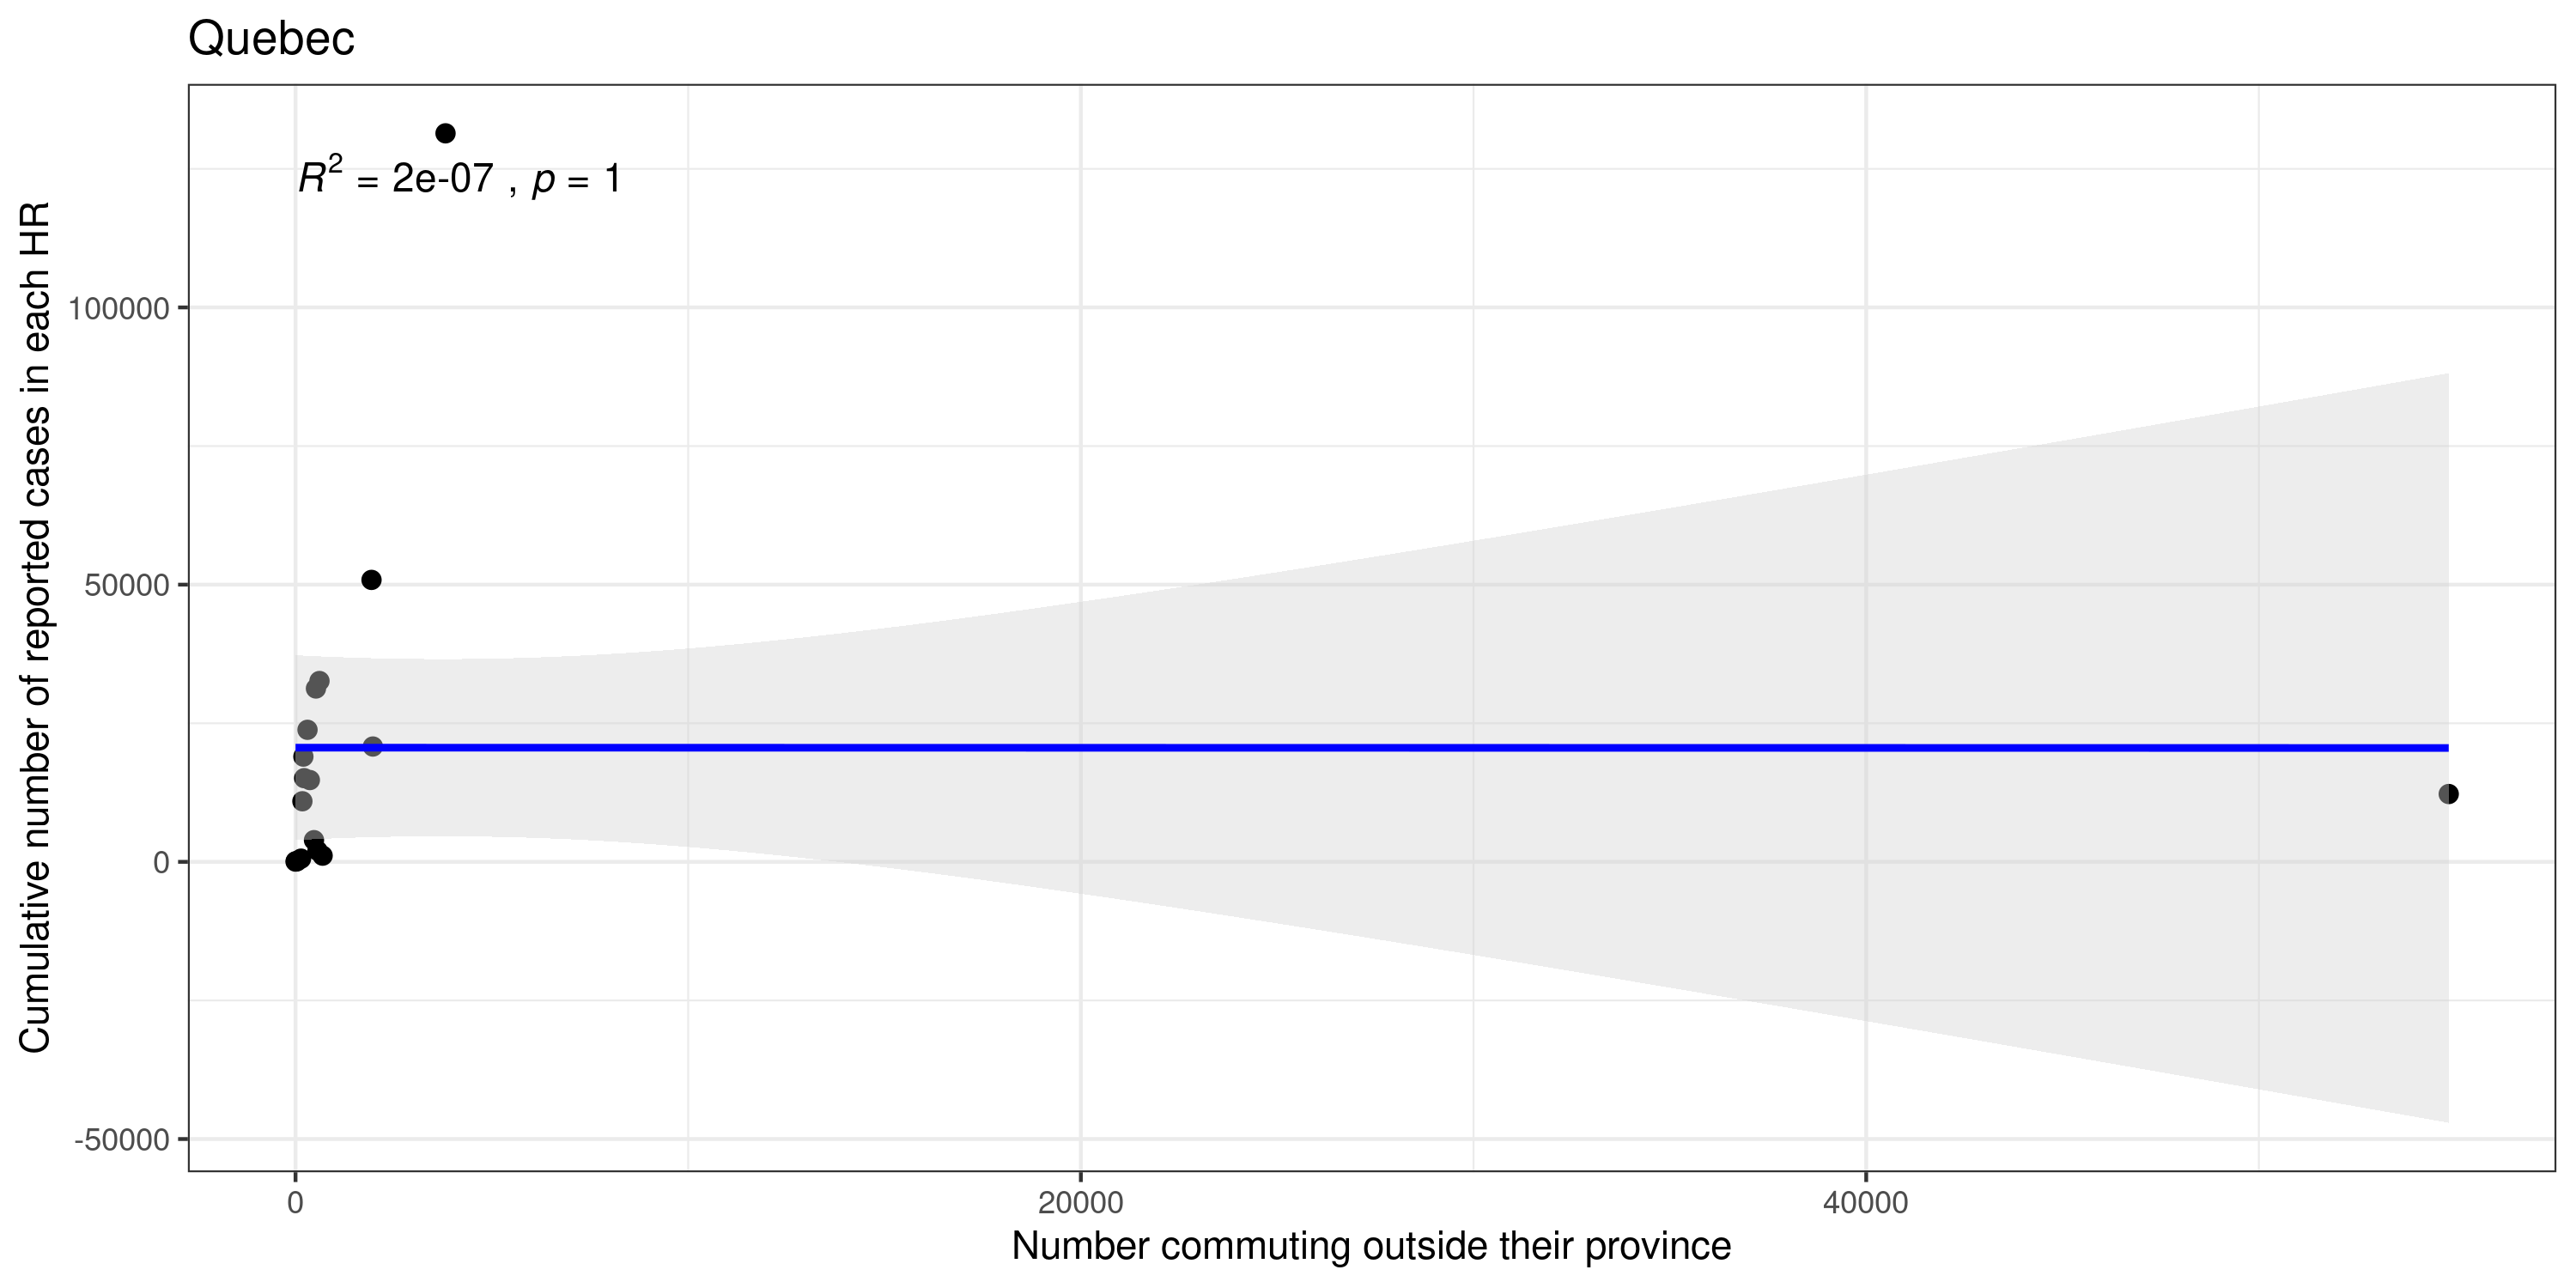 Quebec
R² = 2e-07 , p = 1
Cumulative number of reported cases in each HR
100000
50000
0
-50000
0 20000 40000
Number commuting outside their province